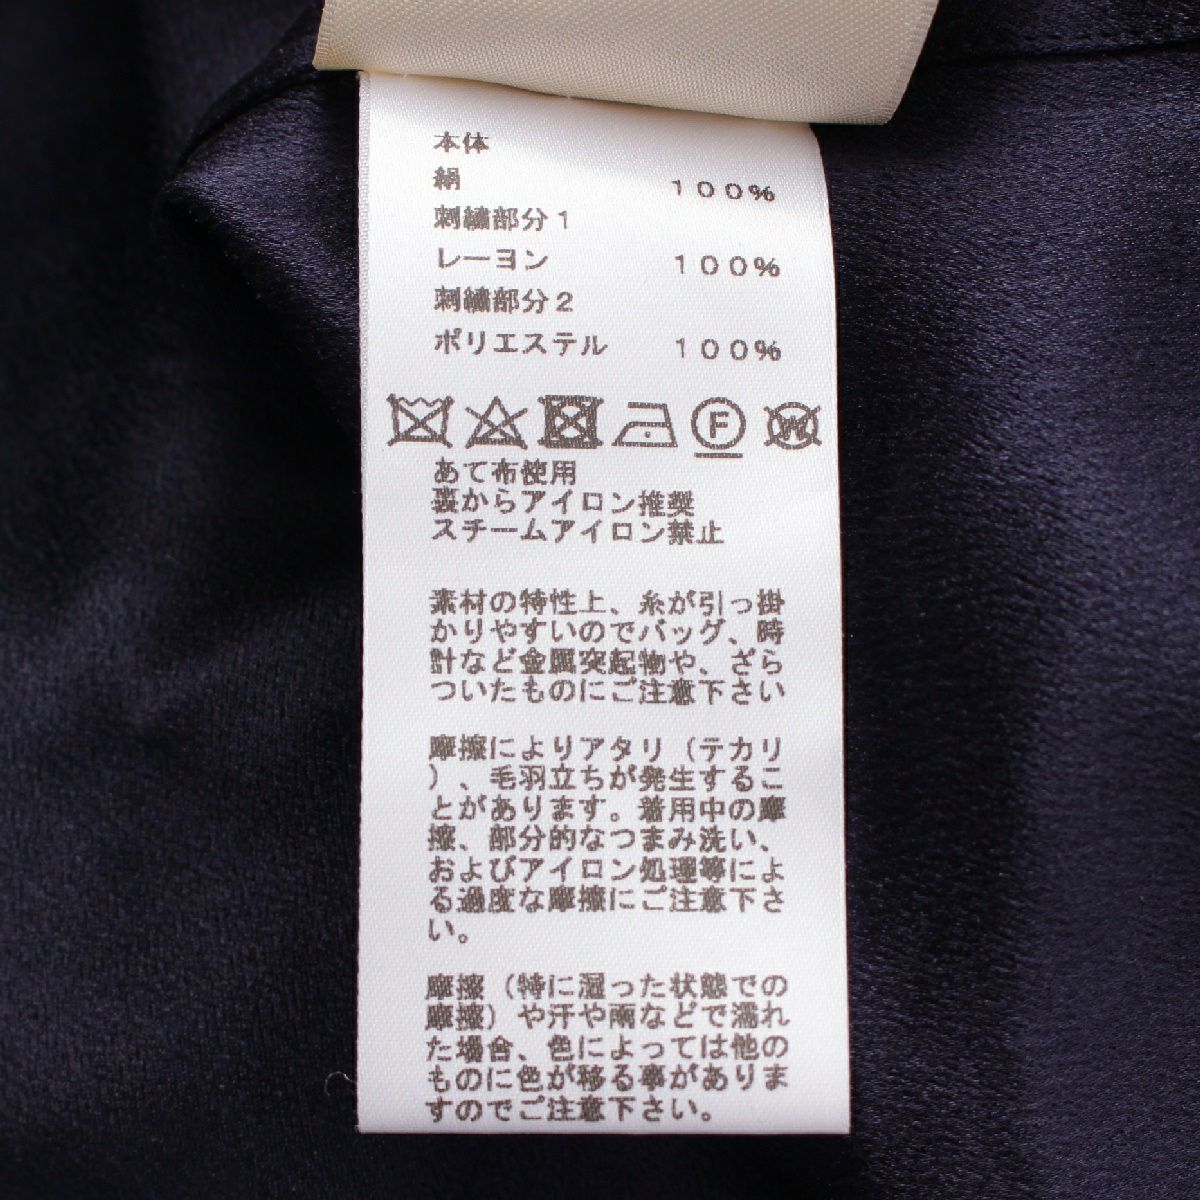 本体
絹 100%
刺繍部分1
レーヨン 100%
刺繍部分2
ポリエステル 100%
F W
あて布使用
裏からアイロン推奨
スチームアイロン禁止
素材の特性上、糸が引っ掛
かりやすいのでバッグ、時
計など金属突起物や、ざら
ついたものにご注意下さい
摩擦によりアタリ（テカリ
）、毛羽立ちが発生するこ
とがあります。着用中の摩
擦、部分的なつまみ洗い、
およびアイロン処理等によ
る過度な摩擦にご注意下さ
い。
摩擦（特に湿った状態での
摩擦）や汗や雨などで濡れ
た場合、色によっては他の
ものに色が移る事がありま
すのでご注意下さい。